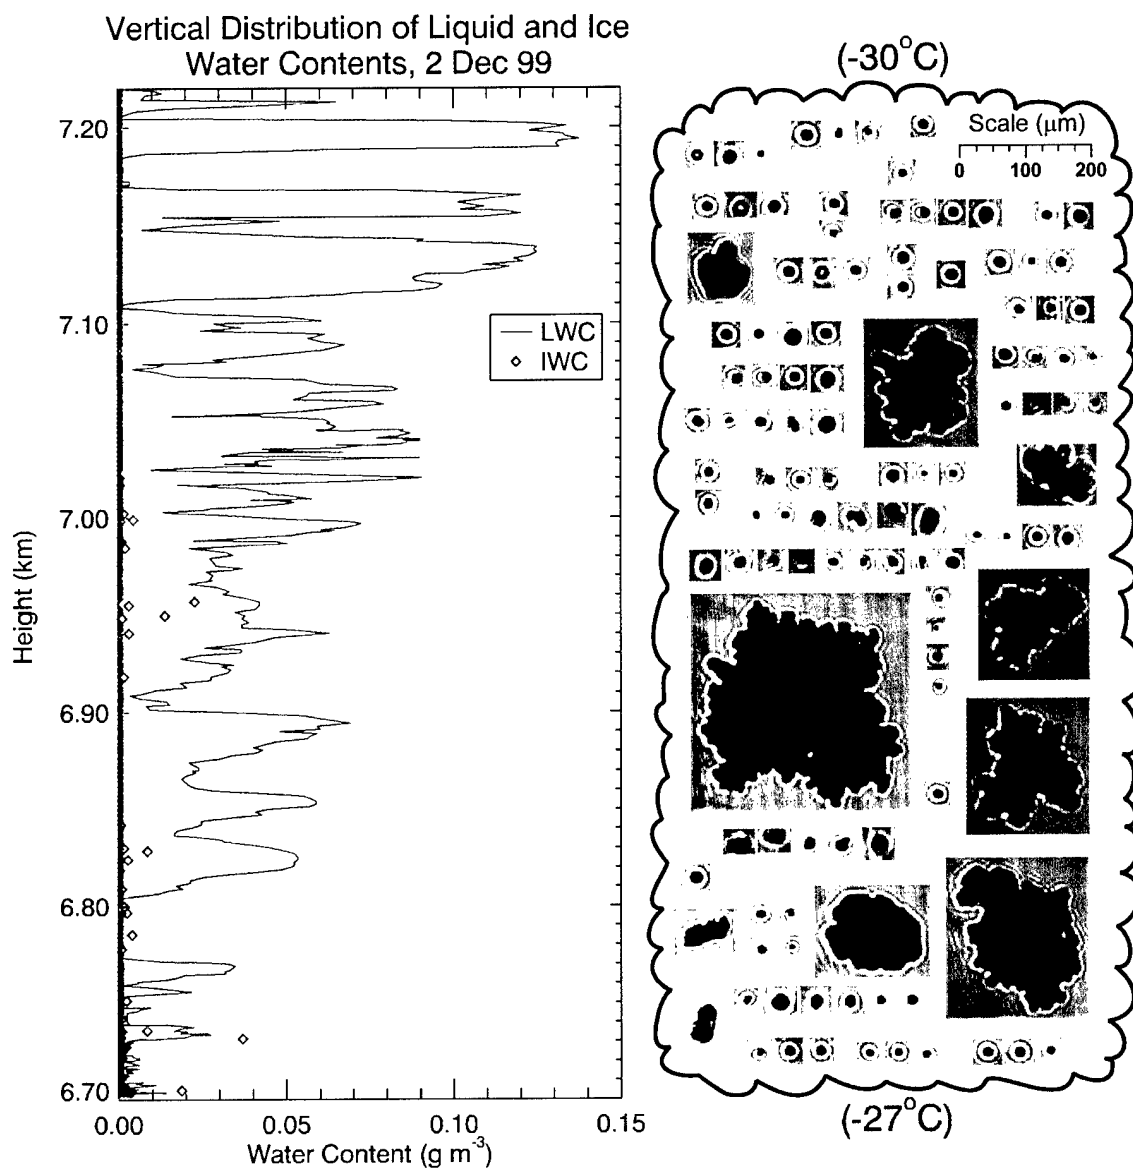 Vertical Distribution of Liquid and Ice
Water Contents, 2 Dec 99
7.20
7.10
7.00
6.90
6.80
6.70
Height (km)
0.00 0.05 0.10 0.15
Water Content (g m⁻³)
LWC
IWC
(-30°C)
Scale (μm)
0 100 200
(-27°C)